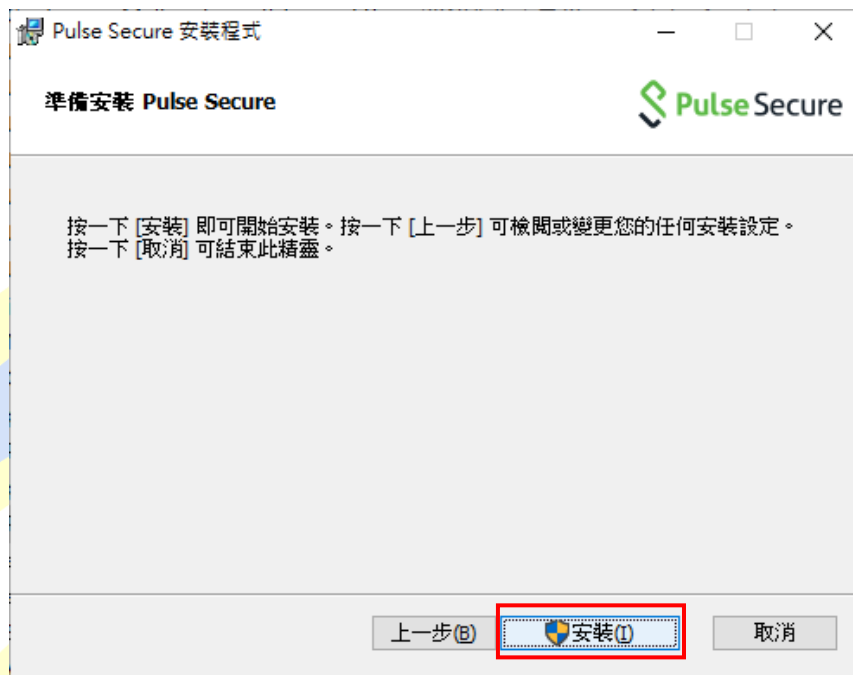 Pulse Secure 安裝程式
準備安裝 Pulse Secure
Pulse Secure
按一下 [安裝] 即可開始安裝。按一下 [上一步] 可檢閱或變更您的任何安裝設定。
按一下 [取消] 可結束此精靈。
上一步(B) 安裝(I) 取消